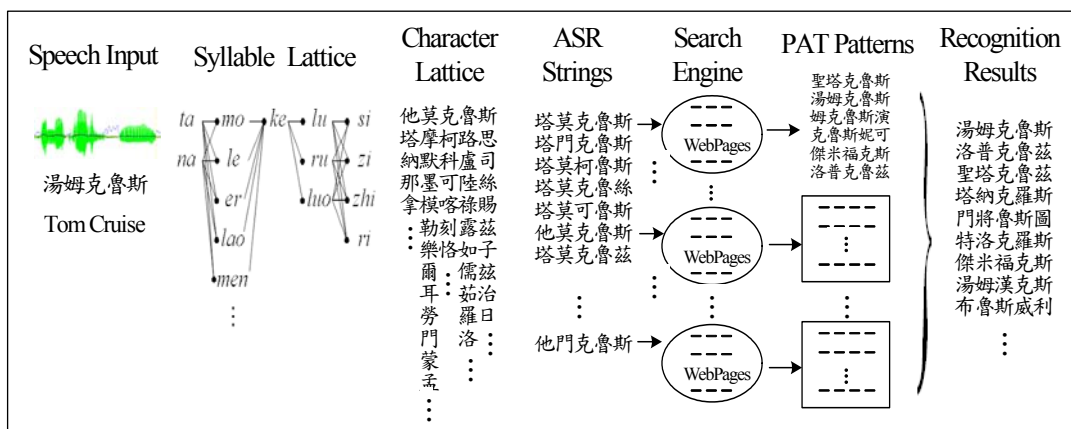 Speech Input
湯姆克魯斯
Tom Cruise
Syllable Lattice
ta mo ke lu si
na le ru zi
er luo zhi
lao ri
men
Character
Lattice
他莫克魯斯
塔摩柯路思
納默科盧司
那墨可陸絲
拿模喀祿賜
勒刻露茲
樂恪如子
爾 儒茲
耳 茹治
勞 羅日
門 洛
蒙
孟
ASR
Strings
塔莫克魯斯
塔門克魯斯
塔莫柯魯斯
塔莫克魯絲
塔莫可魯斯
他莫克魯斯
塔莫克魯茲
他門克魯斯
Search
Engine
WebPages
WebPages
WebPages
PAT Patterns
聖塔克魯斯
湯姆克魯斯
姆克魯斯演
克魯斯妮可
傑米福克斯
洛普克魯茲
Recognition
Results
湯姆克魯斯
洛普克魯茲
聖塔克魯茲
塔納克羅斯
門將魯斯圖
特洛克羅斯
傑米福克斯
湯姆漢克斯
布魯斯威利